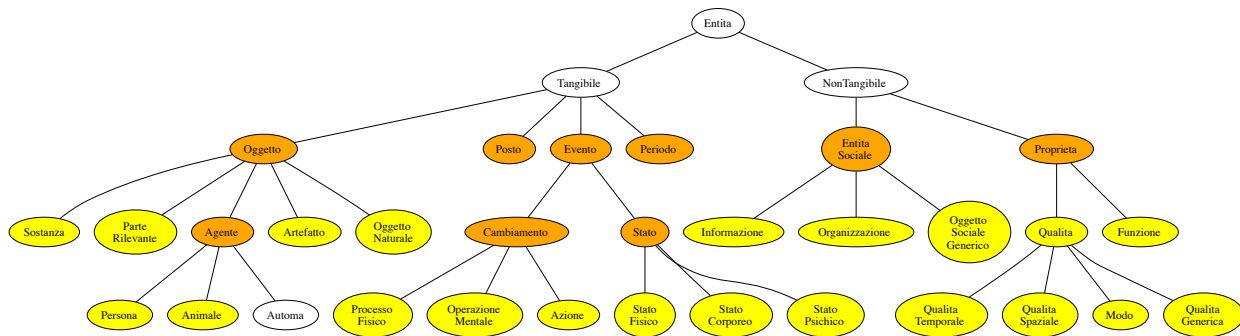 Entita
Tangibile
NonTangibile
Oggetto
Posto
Evento
Periodo
Entita
Sociale
Proprieta
Sostanza
Parte
Rilevante
Agente
Artefatto
Oggetto
Naturale
Cambiamento
Stato
Informazione
Organizzazione
Oggetto
Sociale
Generico
Qualita
Funzione
Persona
Animale
Automa
Processo
Fisico
Operazione
Mentale
Azione
Stato
Fisico
Stato
Corporeo
Stato
Psichico
Qualita
Temporale
Qualita
Spaziale
Modo
Qualita
Generica